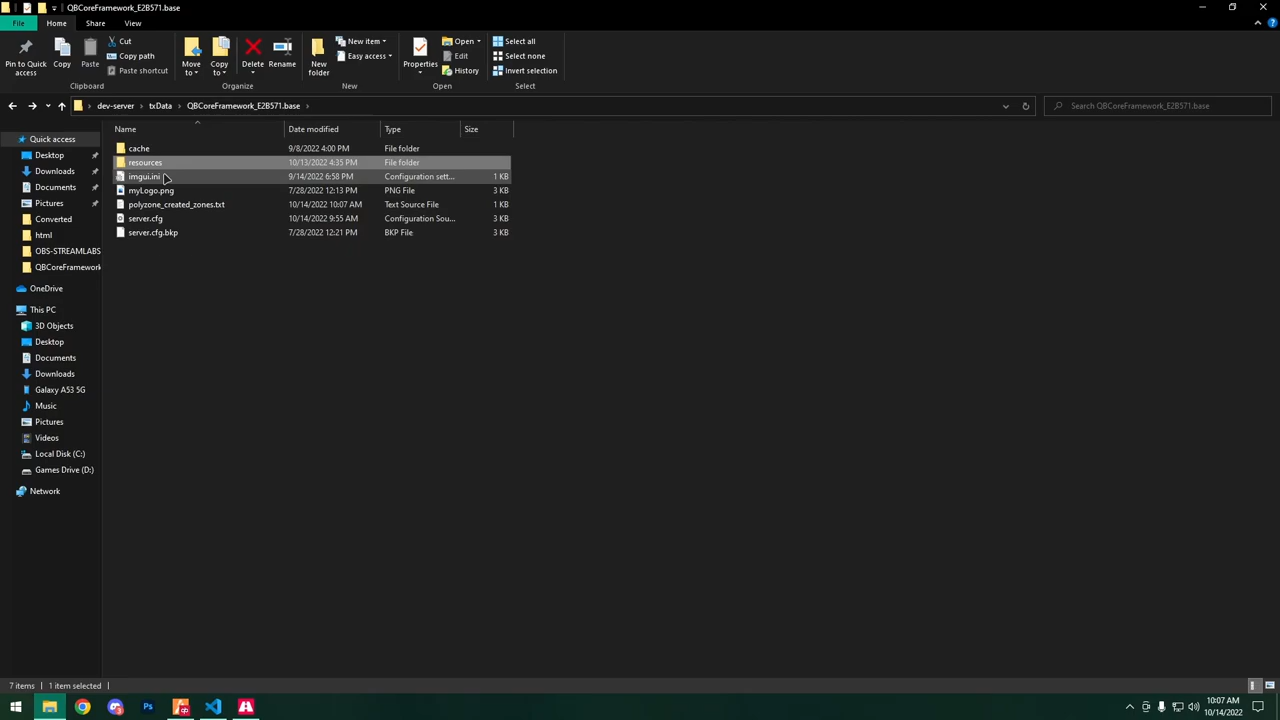 QBCoreFramework_E2B571.base
File
Home
Share
View
Pin to Quick
access
Copy
Paste
Cut
Copy path
Paste shortcut
Move
to
Copy
to
Delete
Rename
New
folder
New item
Easy access
Properties
Open
Edit
History
Select all
Select none
Invert selection
Clipboard
Organize
New
Open
Select
dev-server > txData > QBCoreFramework_E2B571.base >
Search QBCoreFramework_E2B571.base
Name Date modified Type Size
cache 9/8/2022 4:00 PM File folder
resources 10/13/2022 4:35 PM File folder
imgui.ini 9/14/2022 6:58 PM Configuration sett... 1 KB
myLogo.png 7/28/2022 12:13 PM PNG File 3 KB
polyzone_created_zones.txt 10/14/2022 10:07 AM Text Source File 1 KB
server.cfg 10/14/2022 9:55 AM Configuration Sou... 3 KB
server.cfg.bkp 7/28/2022 12:21 PM BKP File 3 KB
Quick access
Desktop
Downloads
Documents
Pictures
Converted
html
OBS-STREAMLABS
QBCoreFramework
OneDrive
This PC
3D Objects
Desktop
Documents
Downloads
Galaxy A53 5G
Music
Pictures
Videos
Local Disk (C:)
Games Drive (D:)
Network
7 items
1 item selected
Ps
10:07 AM
10/14/2022